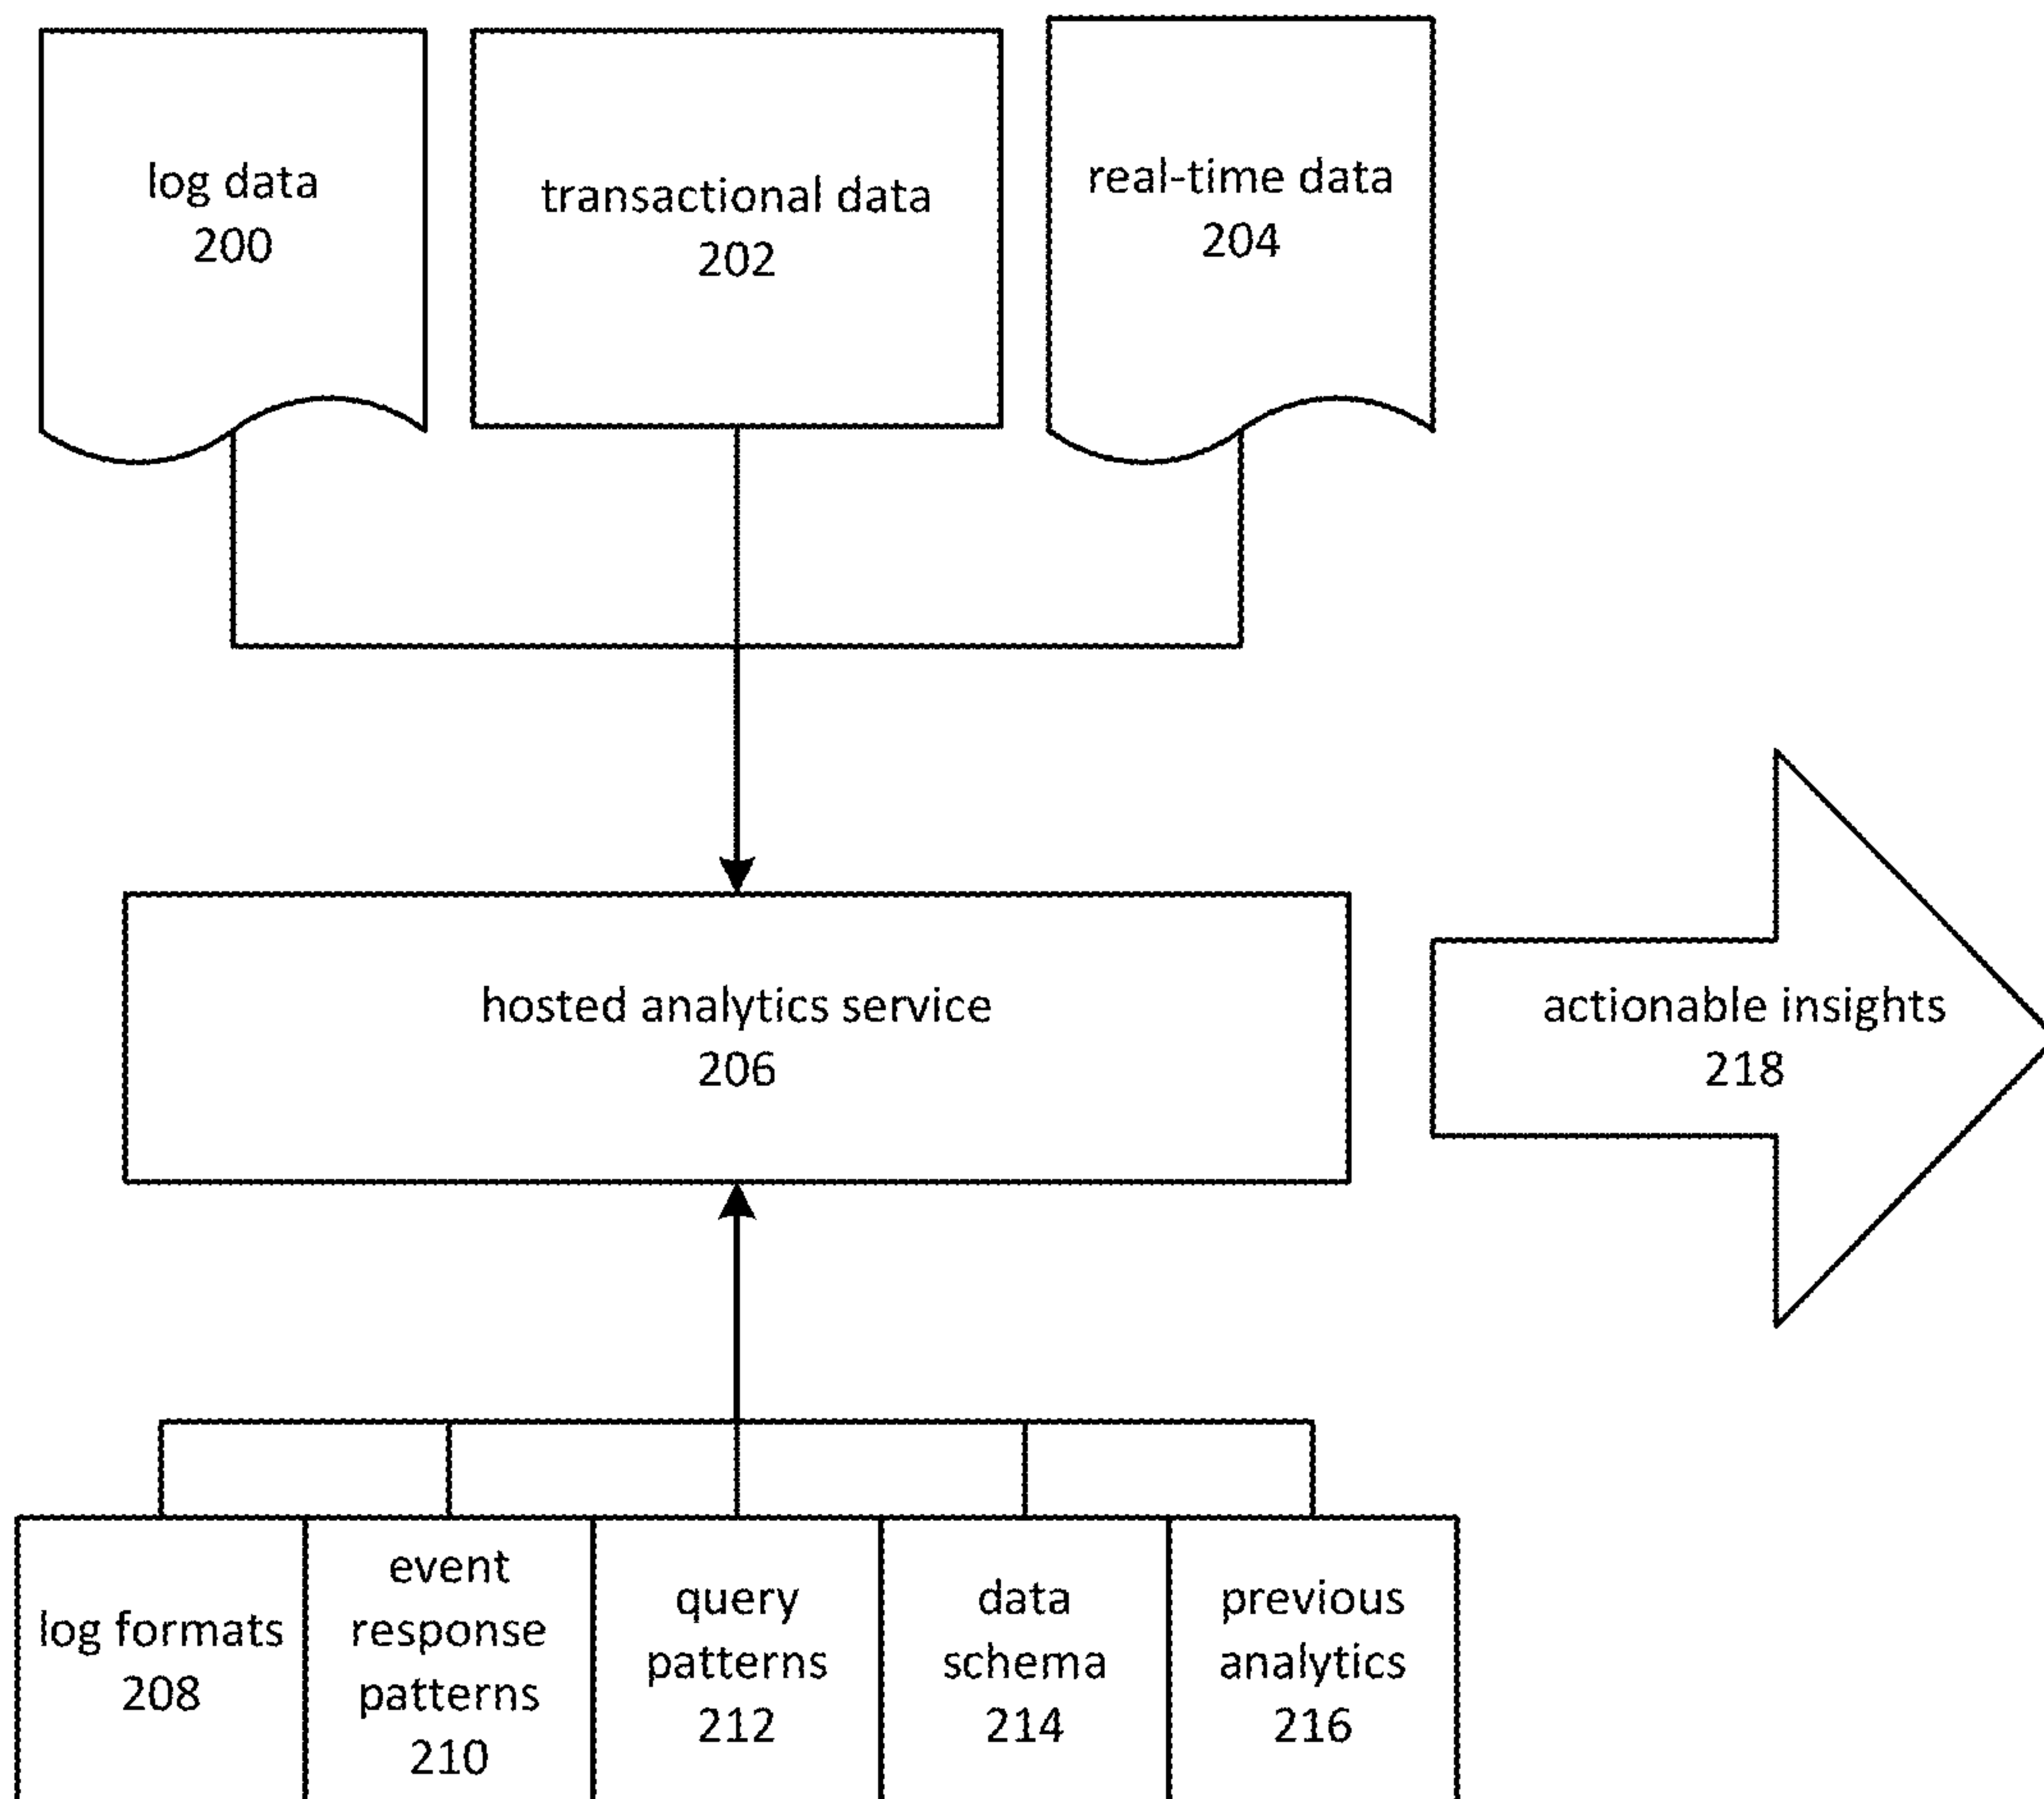 log data
200
transactional data
202
real-time data
204
hosted analytics service
206
actionable insights
218
log formats
208
event
response
patterns
210
query
patterns
212
data
schema
214
previous
analytics
216